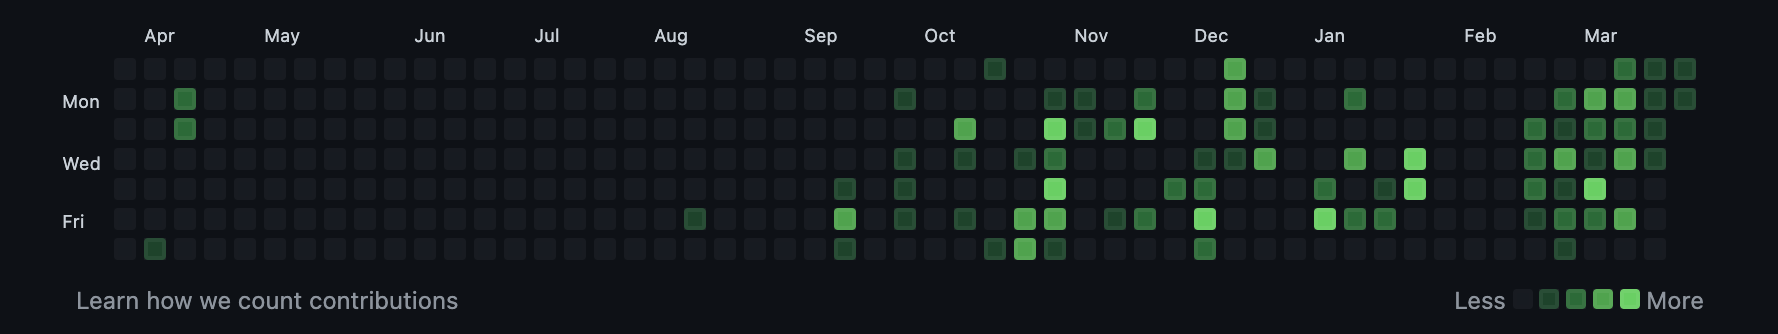 Apr May Jun Jul Aug Sep Oct Nov Dec Jan Feb Mar
Mon
Wed
Fri
Learn how we count contributions Less More